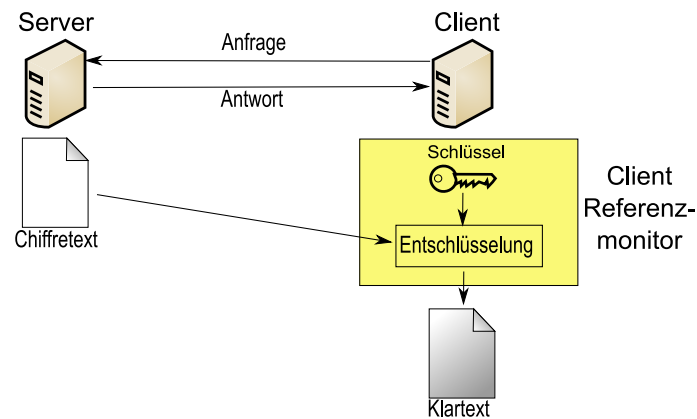 Server
Client
Anfrage
Antwort
Schlüssel
Client
Referenz-
monitor
Chiffretext
Entschlüsselung
Klartext